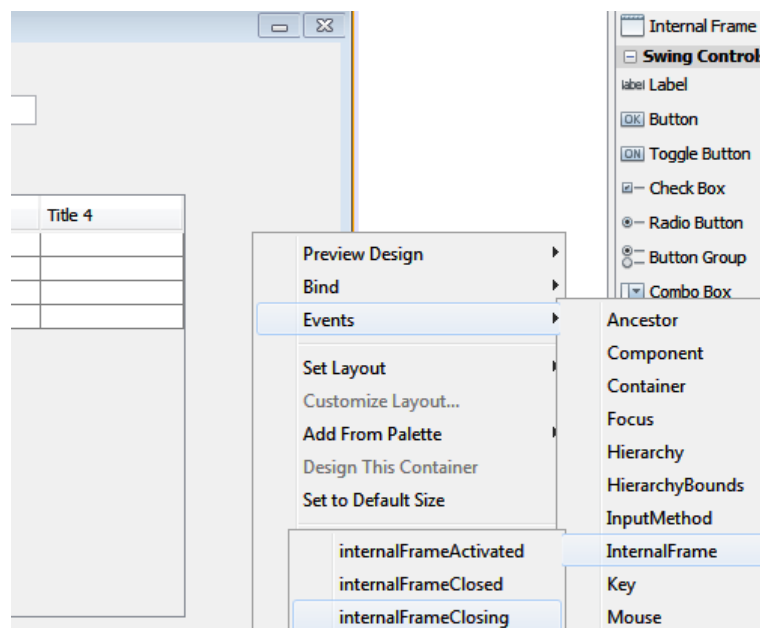 Internal Frame
Swing Controls
label Label
OK Button
ON Toggle Button
Check Box
Radio Button
Button Group
Combo Box
Title 4
Preview Design
Bind
Events
Set Layout
Customize Layout...
Add From Palette
Design This Container
Set to Default Size
Ancestor
Component
Container
Focus
Hierarchy
HierarchyBounds
InputMethod
InternalFrame
Key
Mouse
internalFrameActivated
internalFrameClosed
internalFrameClosing